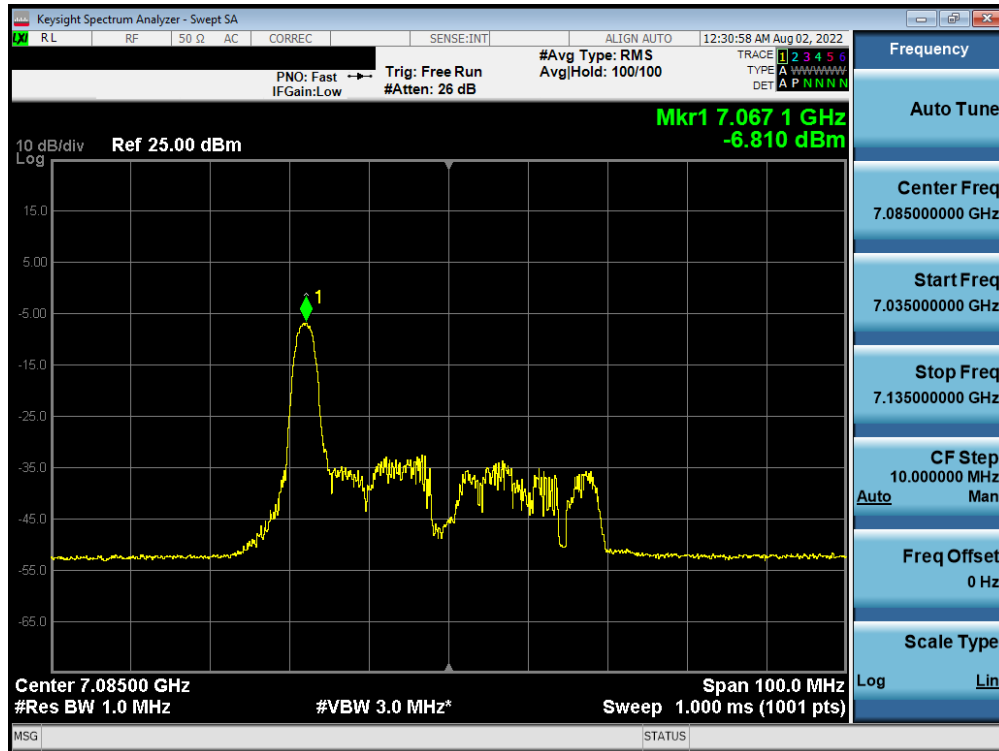 Keysight Spectrum Analyzer - Swept SA
LXI RL RF 50 Ω AC CORREC SENSE:INT ALIGN AUTO 12:30:58 AM Aug 02, 2022
PNO: Fast
IFGain:Low
Trig: Free Run
#Atten: 26 dB
#Avg Type: RMS
Avg|Hold: 100/100
TRACE 1 2 3 4 5 6
TYPE A WWWWW
DET A P N N N N
Mkr1 7.067 1 GHz
-6.810 dBm
10 dB/div
Log
Ref 25.00 dBm
15.0
5.00
-5.00
-15.0
-25.0
-35.0
-45.0
-55.0
-65.0
1
Center 7.08500 GHz
#Res BW 1.0 MHz
#VBW 3.0 MHz*
Span 100.0 MHz
Sweep 1.000 ms (1001 pts)
MSG
STATUS
Frequency
Auto Tune
Center Freq
7.085000000 GHz
Start Freq
7.035000000 GHz
Stop Freq
7.135000000 GHz
CF Step
10.000000 MHz
Auto Man
Freq Offset
0 Hz
Scale Type
Log Lin